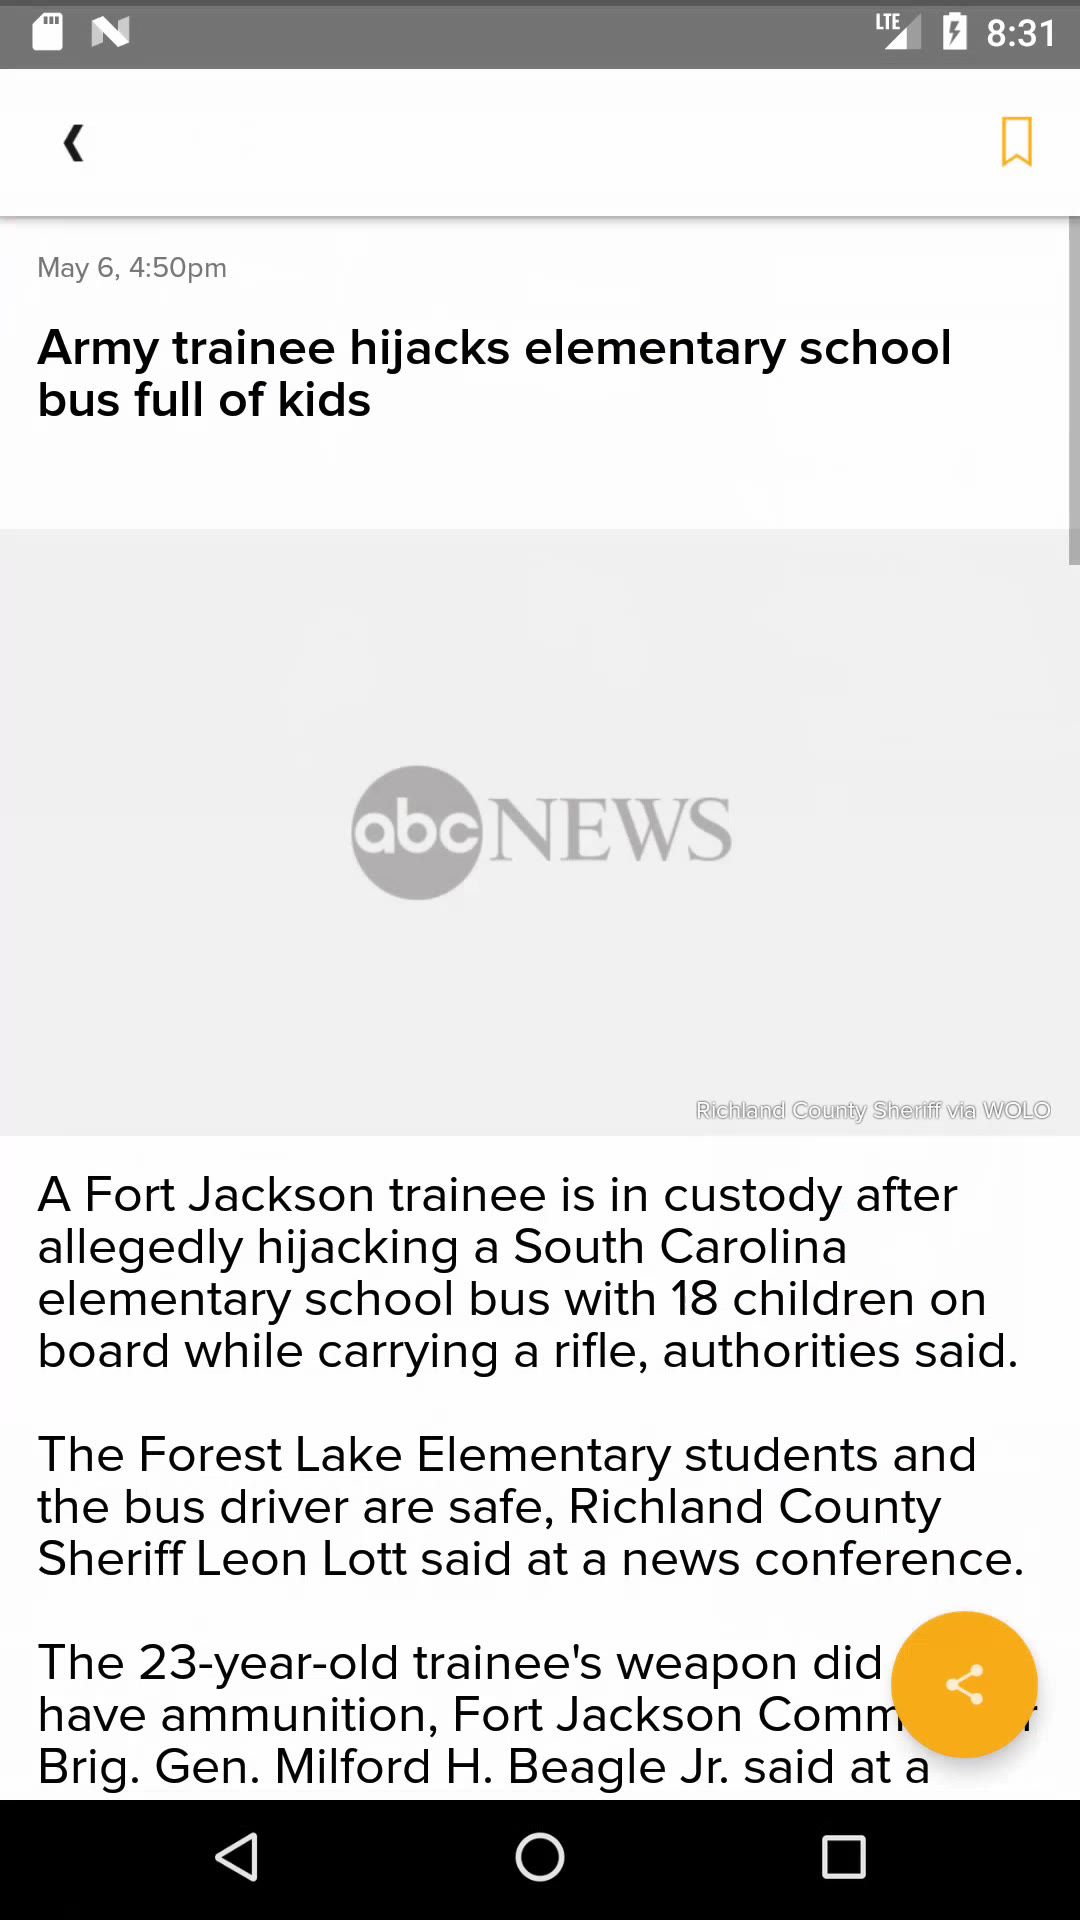 LTE 8:31
May 6, 4:50pm
Army trainee hijacks elementary school
bus full of kids
abc NEWS
Richland County Sheriff via WOLO
A Fort Jackson trainee is in custody after
allegedly hijacking a South Carolina
elementary school bus with 18 children on
board while carrying a rifle, authorities said.
The Forest Lake Elementary students and
the bus driver are safe, Richland County
Sheriff Leon Lott said at a news conference.
The 23-year-old trainee's weapon did
have ammunition, Fort Jackson
Brig. Gen. Milford H. Beagle Jr. said at a